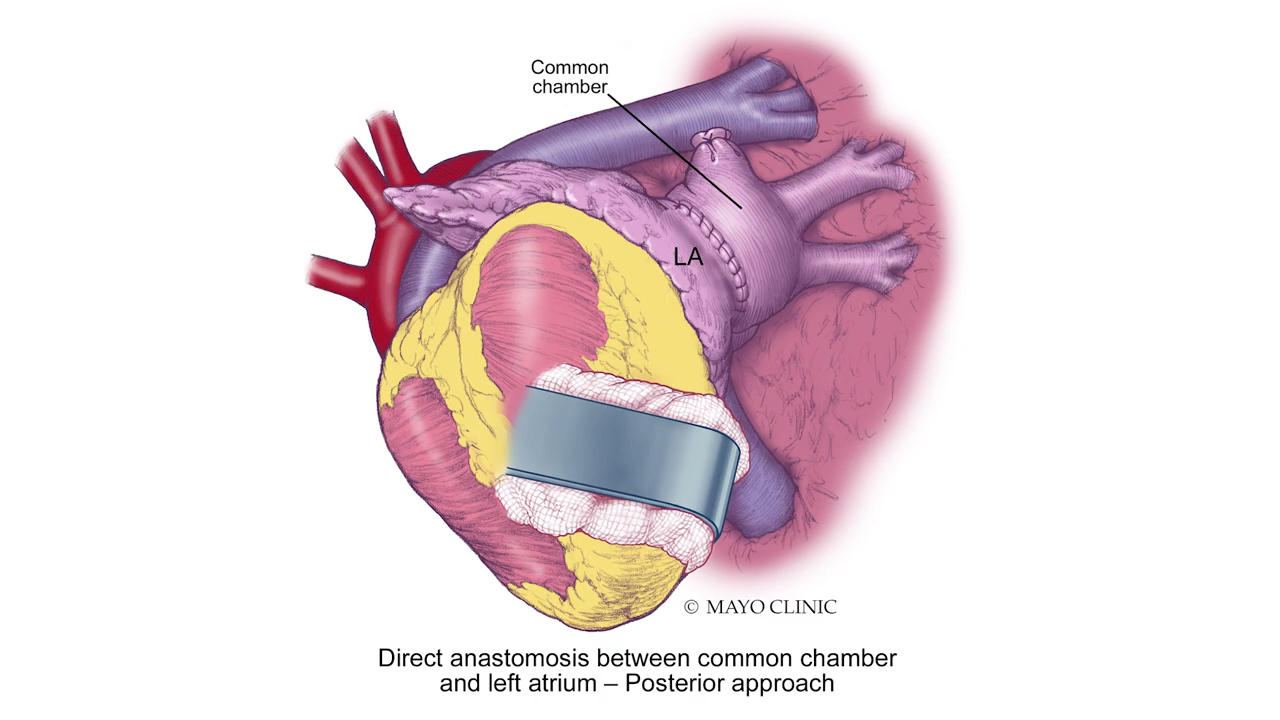 Common
chamber
LA
© MAYO CLINIC
Direct anastomosis between common chamber
and left atrium – Posterior approach